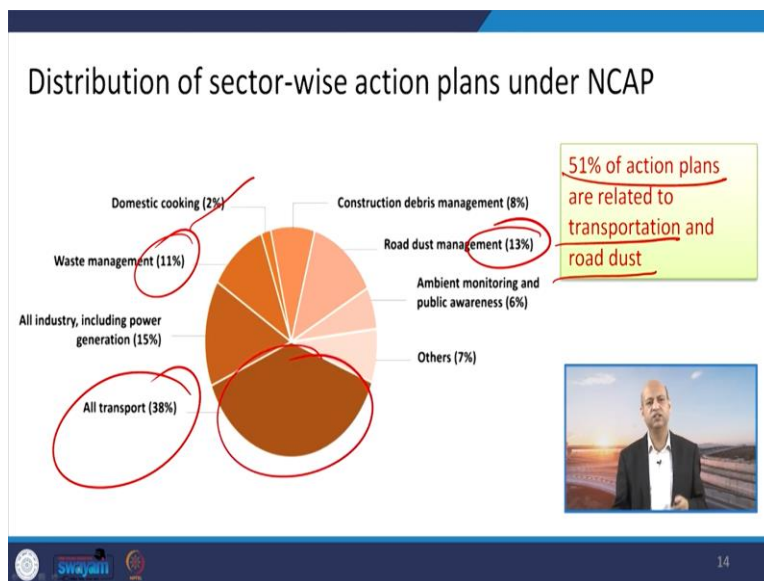 Distribution of sector-wise action plans under NCAP
Domestic cooking (2%)
Construction debris management (8%)
Road dust management (13%)
Waste management (11%)
Ambient monitoring and
public awareness (6%)
All industry, including power
generation (15%)
Others (7%)
All transport (38%)
51% of action plans
are related to
transportation and
road dust
swayam
14